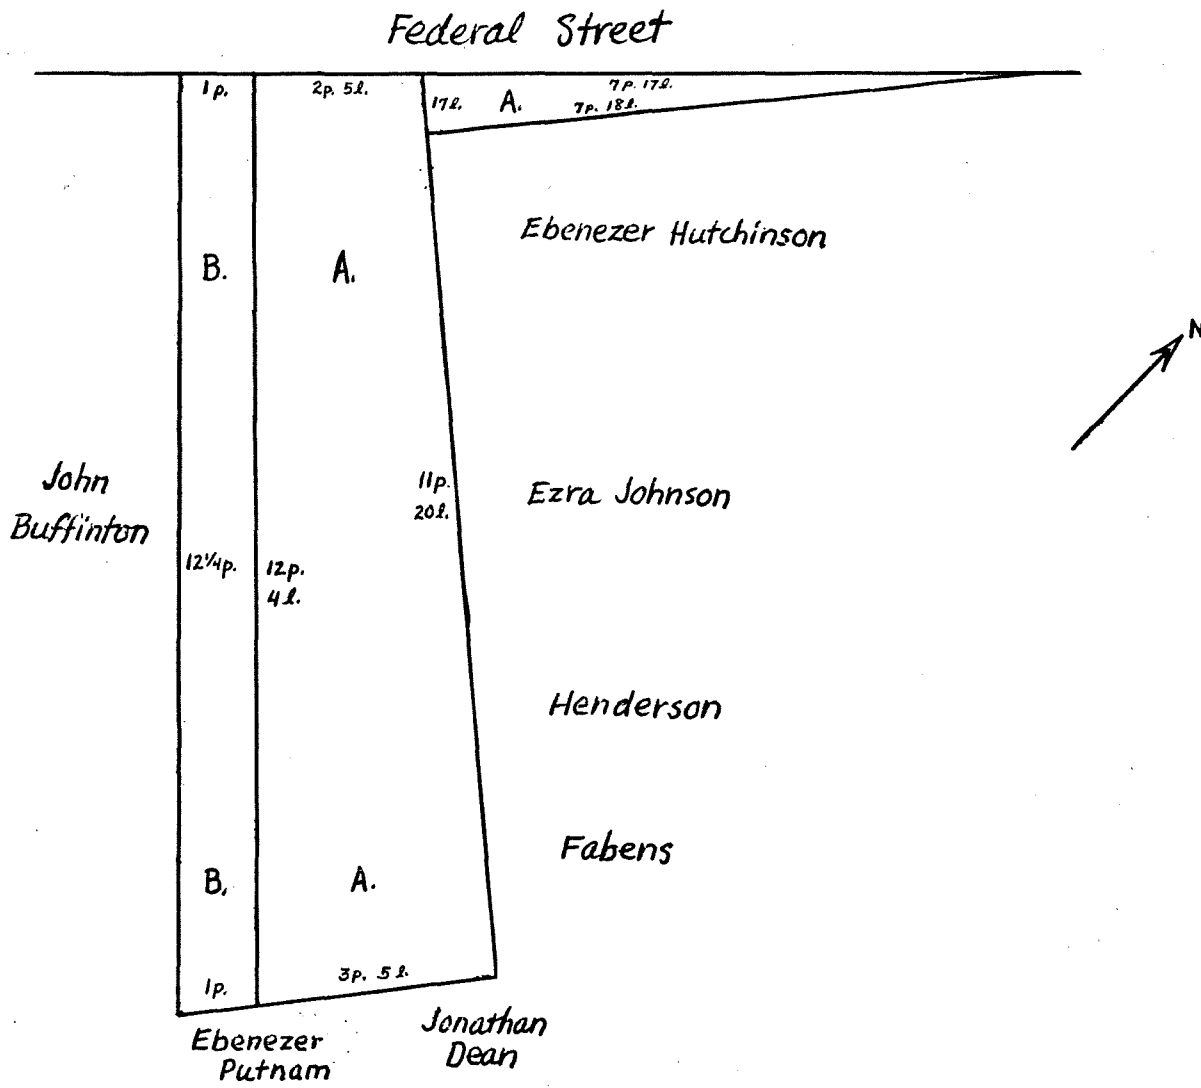 Federal Street
1p.
2p. 5l.
7p. 17l.
17l.
A.
7p. 18l.
Ebenezer Hutchinson
B.
A.
N
John
Buffinton
11p.
20l.
Ezra Johnson
12¼p.
12p.
4l.
Henderson
Fabens
B.
A.
3p. 5l.
1p.
Ebenezer
Putnam
Jonathan
Dean